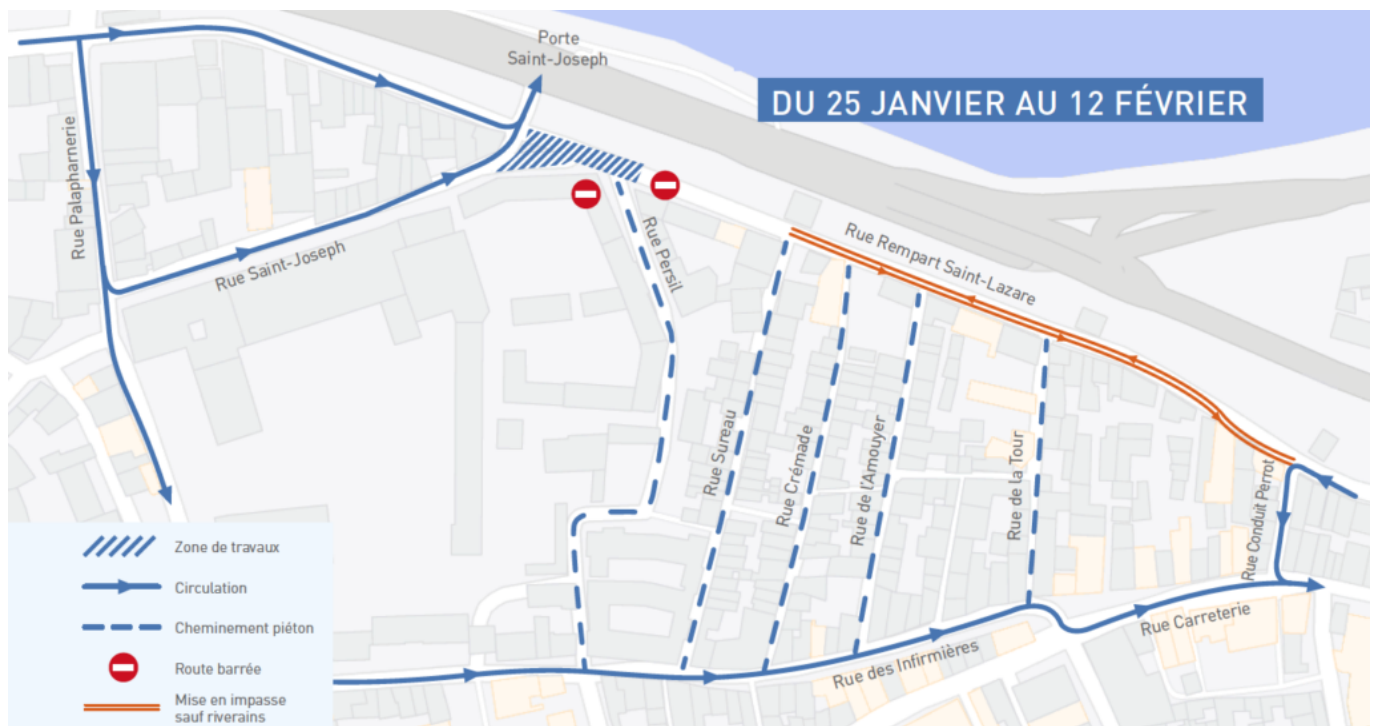 Porte
Saint-Joseph
DU 25 JANVIER AU 12 FÉVRIER
Rue Palapharnerie
Rue Saint-Joseph
Rue Persil
Rue Rempart Saint-Lazare
Rue Sureau
Rue Crémade
Rue de l'Amouyer
Rue de la Tour
Rue Conduit Perrot
Rue Carreterie
Rue des Infirmières
Zone de travaux
Circulation
Cheminement piéton
Route barrée
Mise en impasse
sauf riverains